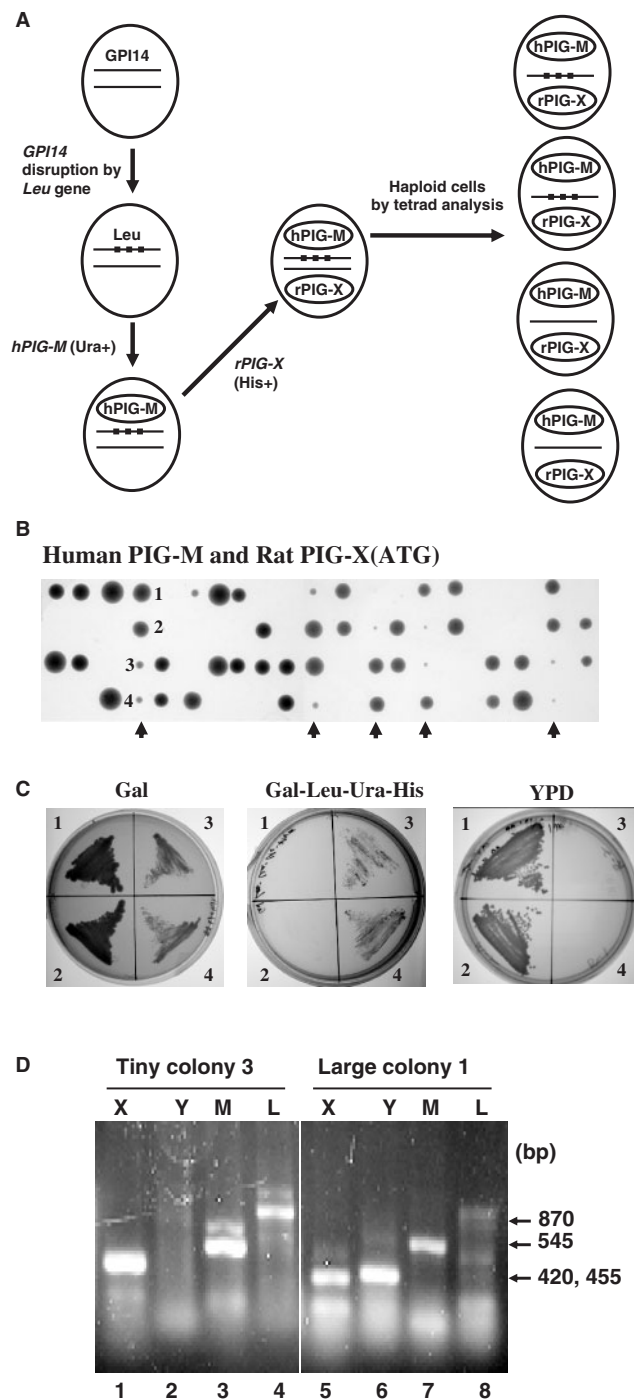 A
GPI14
GPI14
disruption by
Leu gene
Leu
hPIG-M (Ura+)
hPIG-M
rPIG-X
(His+)
hPIG-M
rPIG-X
Haploid cells
by tetrad analysis
hPIG-M
rPIG-X
hPIG-M
rPIG-X
hPIG-M
rPIG-X
hPIG-M
rPIG-X
B
Human PIG-M and Rat PIG-X(ATG)
1
2
3
4
C
Gal
Gal-Leu-Ura-His
YPD
1 3
2 4
1 3
2 4
1 3
2 4
D
Tiny colony 3
Large colony 1
X Y M L
X Y M L
(bp)
870
545
420, 455
1 2 3 4 5 6 7 8